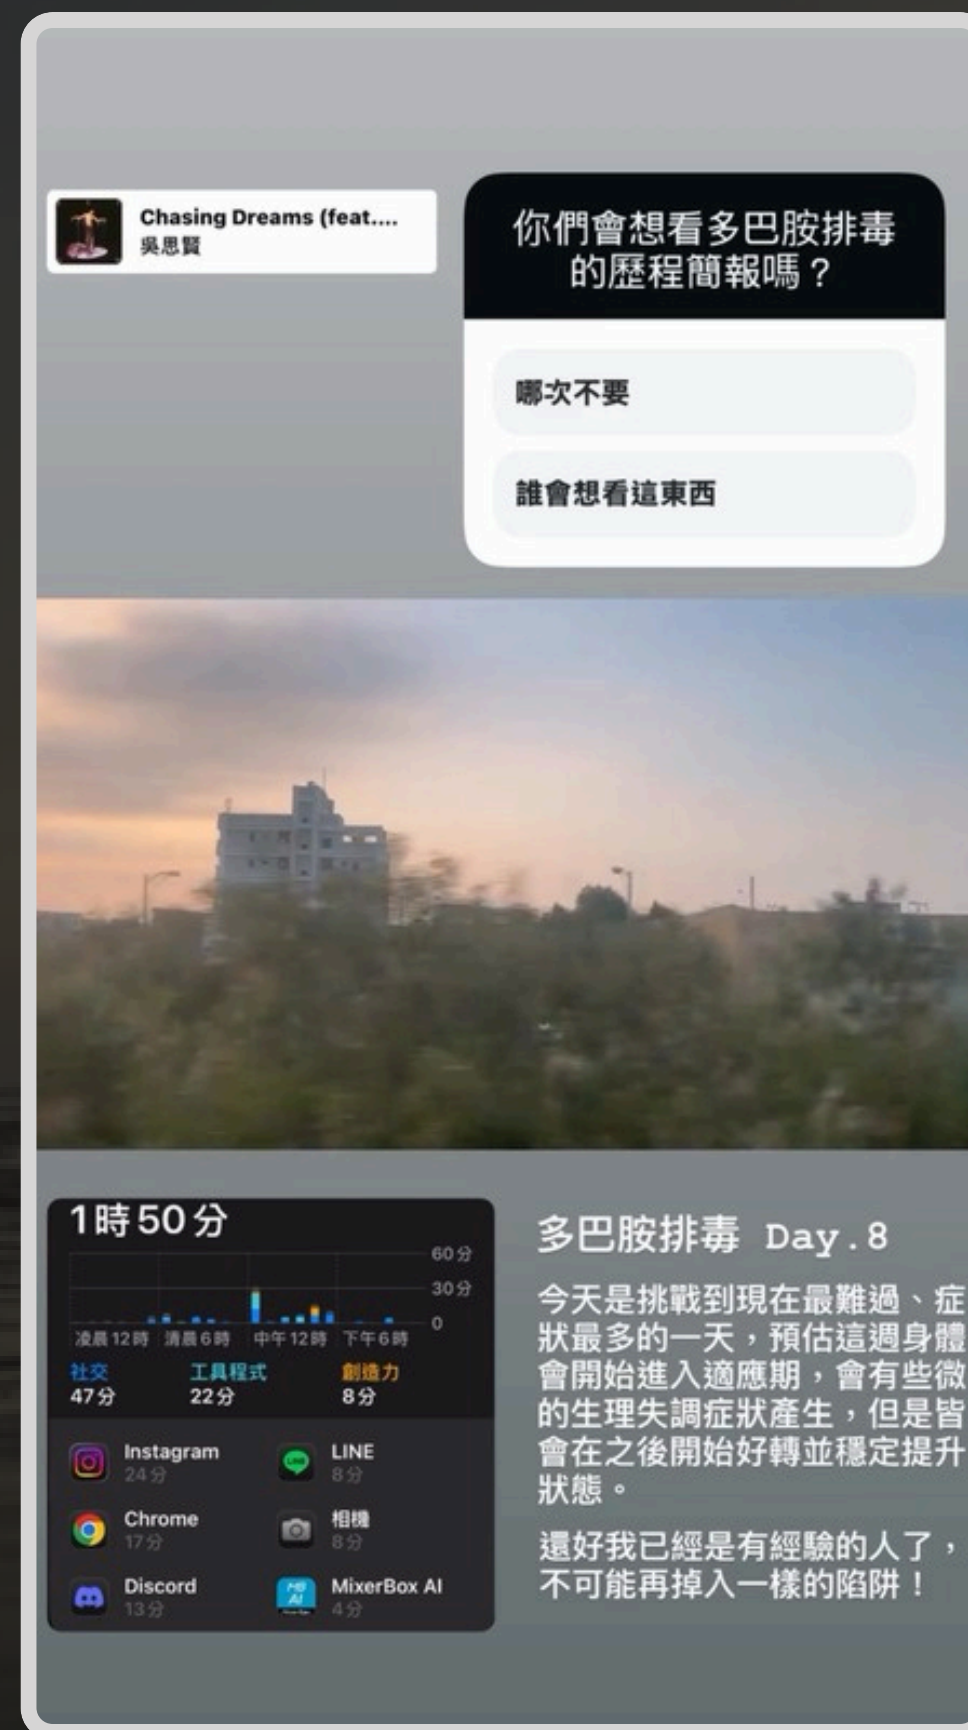 Chasing Dreams (feat....
吳思賢
你們會想看多巴胺排毒
的歷程簡報嗎？
哪次不要
誰會想看這東西
1時50分
60分
30分
0
凌晨12時 清晨6時 中午12時 下午6時
社交 工具程式 創造力
47分 22分 8分
Instagram
24分
LINE
8分
Chrome
17分
相機
8分
Discord
13分
MixerBox AI
4分
多巴胺排毒 Day.8
今天是挑戰到現在最難過、症
狀最多的一天，預估這週身體
會開始進入適應期，會有些微
的生理失調症狀產生，但是皆
會在之後開始好轉並穩定提升
狀態。
還好我已經是有經驗的人了，
不可能再掉入一樣的陷阱！